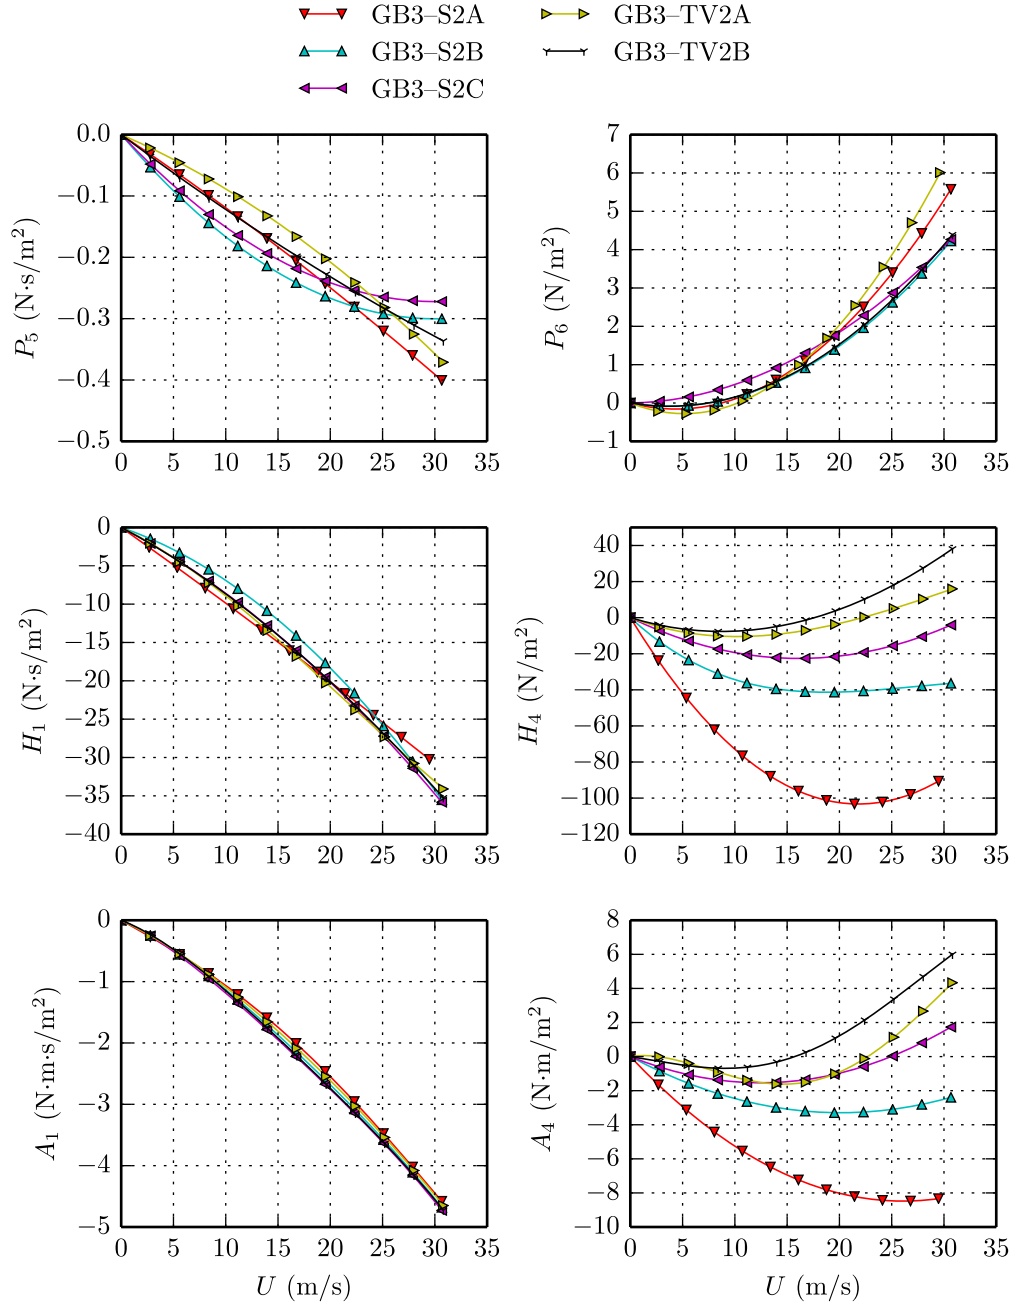 GB3–S2A GB3–TV2A
GB3–S2B GB3–TV2B
GB3–S2C
0.0
−0.1
−0.2
−0.3
−0.4
−0.5
0 5 10 15 20 25 30 35
P5 (N·s/m²)
7
6
5
4
3
2
1
0
−1
0 5 10 15 20 25 30 35
P6 (N/m²)
0
−5
−10
−15
−20
−25
−30
−35
−40
0 5 10 15 20 25 30 35
H1 (N·s/m²)
40
20
0
−20
−40
−60
−80
−100
−120
0 5 10 15 20 25 30 35
H4 (N/m²)
0
−1
−2
−3
−4
−5
0 5 10 15 20 25 30 35
A1 (N·m·s/m²)
U (m/s)
8
6
4
2
0
−2
−4
−6
−8
−10
0 5 10 15 20 25 30 35
A4 (N·m/m²)
U (m/s)